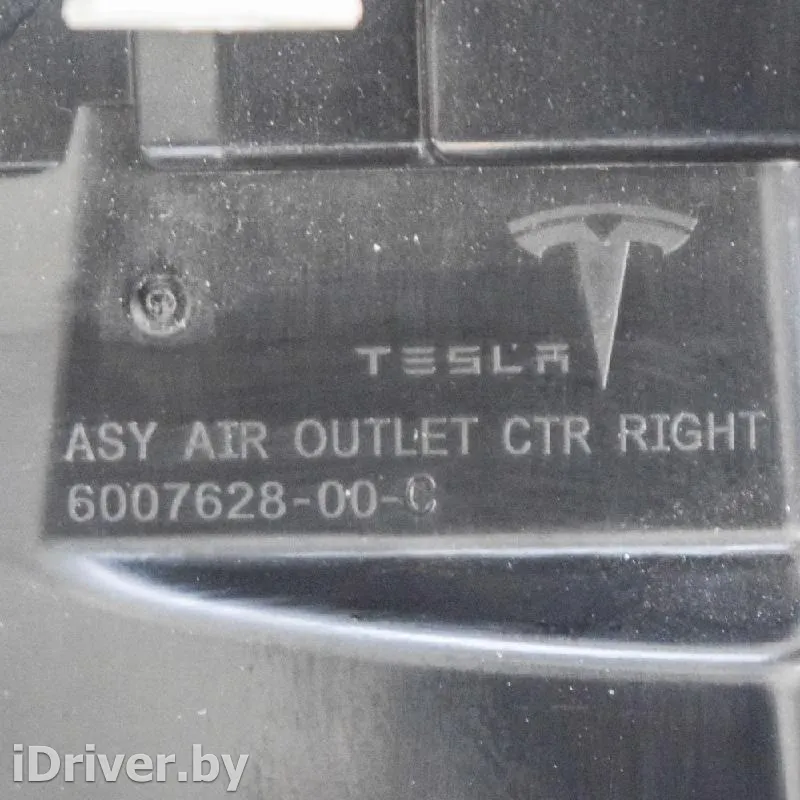 TESLA
ASY AIR OUTLET CTR RIGHT
6007628-00-C
iDriver.by